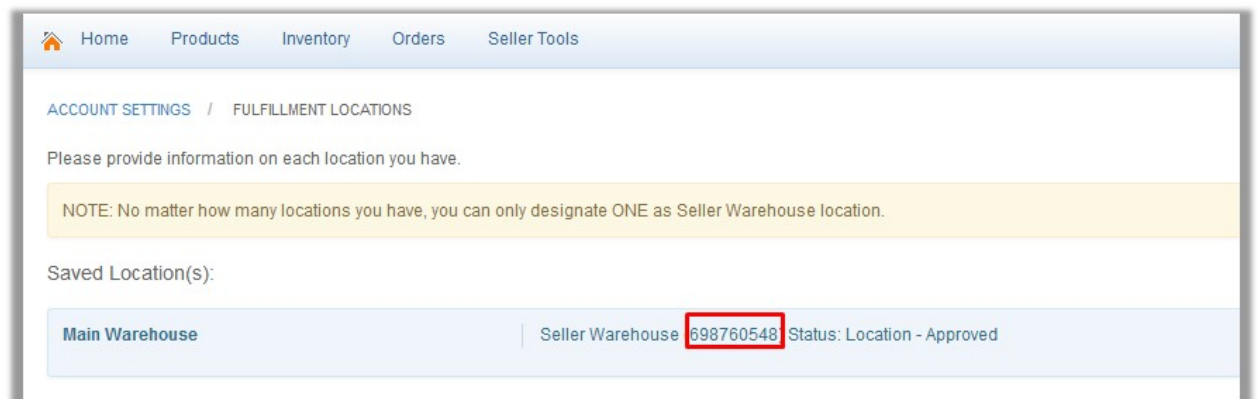 Home Products Inventory Orders Seller Tools
ACCOUNT SETTINGS / FULFILLMENT LOCATIONS
Please provide information on each location you have.
NOTE: No matter how many locations you have, you can only designate ONE as Seller Warehouse location.
Saved Location(s):
Main Warehouse
Seller Warehouse 698760548 Status: Location - Approved